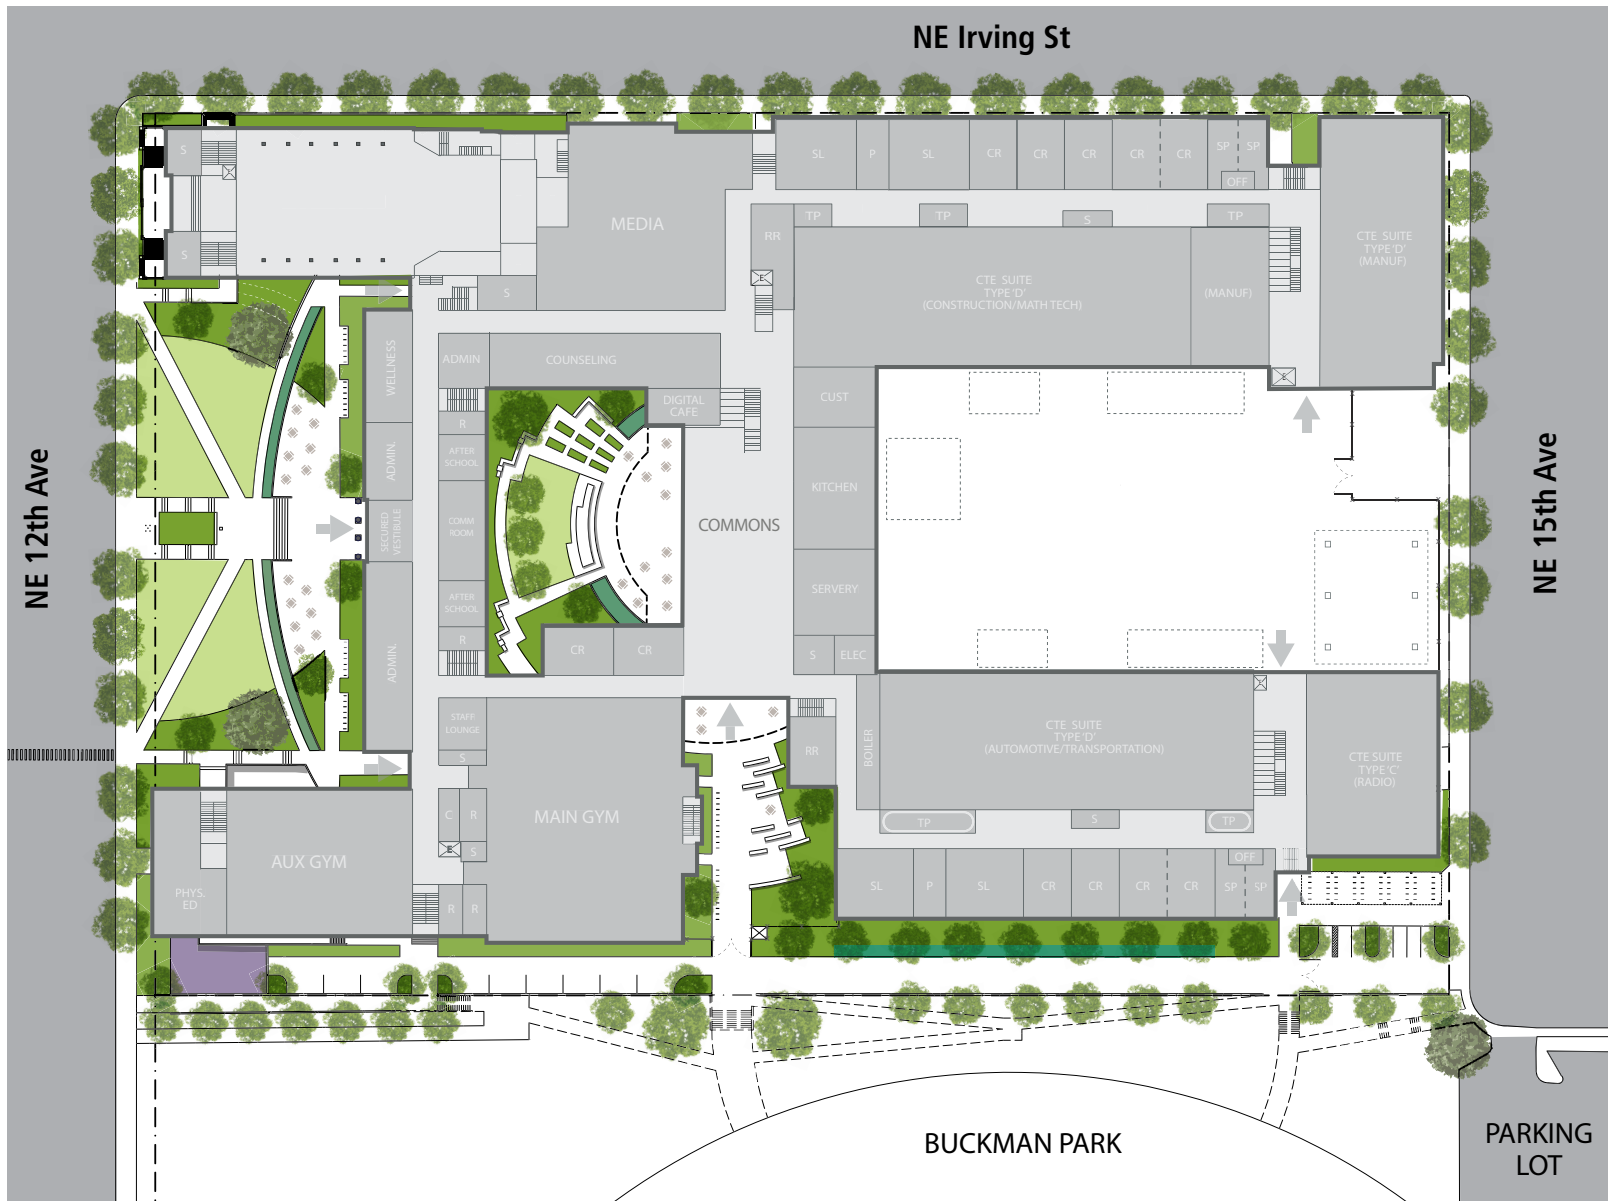 NE Irving St
NE 12th Ave
NE 15th Ave
S
E
S
S
MEDIA
RR
E
SL
P
SL
CR
CR
CR
CR
CR
SP
SP
OFF
TP
TP
S
TP
CTE SUITE
TYPE 'D'
(CONSTRUCTION/MATH TECH)
(MANUF)
CTE SUITE
TYPE 'D'
(MANUF)
E
WELLNESS
ADMIN.
SECURED
VESTIBULE
ADMIN.
ADMIN
COUNSELING
DIGITAL
CAFE
R
AFTER
SCHOOL
COMM
ROOM
AFTER
SCHOOL
R
CR
CR
COMMONS
CUST
KITCHEN
SERVERY
S
ELEC
STAFF
LOUNGE
S
C
R
E
S
R
R
MAIN GYM
AUX GYM
PHYS.
ED
RR
BOILER
CTE SUITE
TYPE 'D'
(AUTOMOTIVE/TRANSPORTATION)
E
CTE SUITE
TYPE 'C'
(RADIO)
TP
S
TP
SL
P
SL
CR
CR
CR
CR
SP
SP
OFF
BUCKMAN PARK
PARKING
LOT